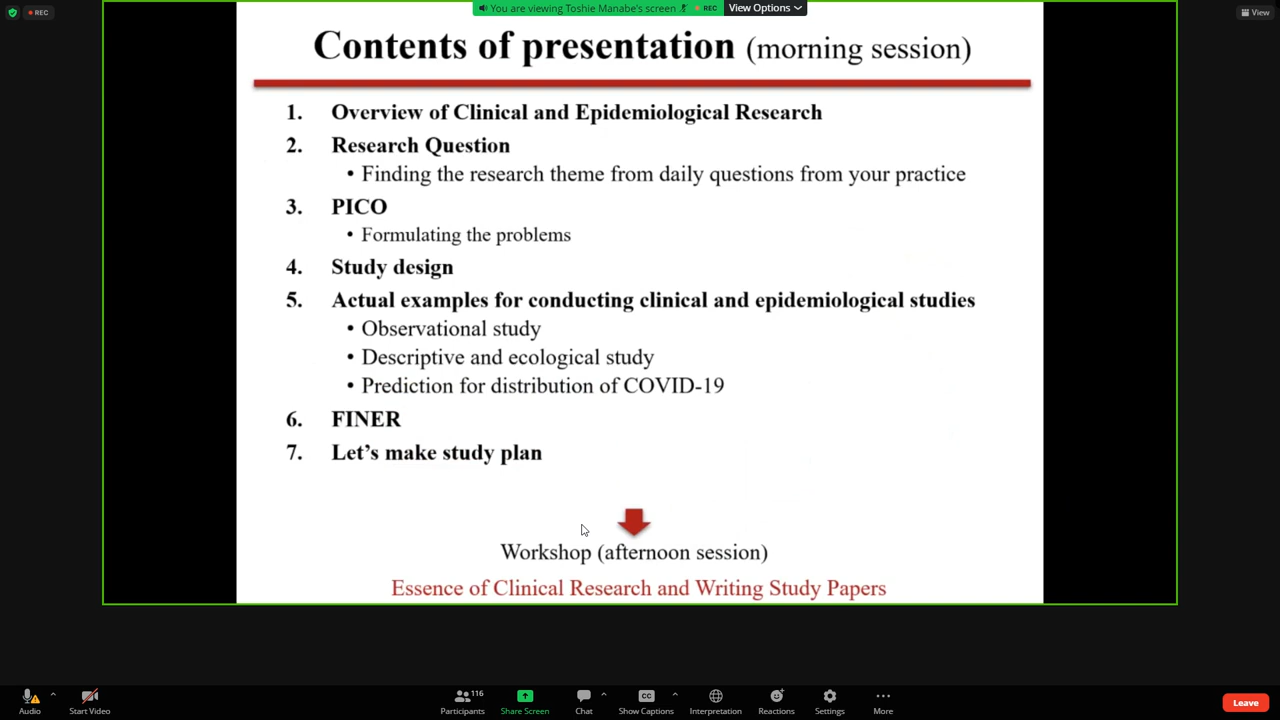 REC
You are viewing Toshie Manabe's screen
REC
View Options
View
Contents of presentation (morning session)
1. Overview of Clinical and Epidemiological Research
2. Research Question
• Finding the research theme from daily questions from your practice
3. PICO
• Formulating the problems
4. Study design
5. Actual examples for conducting clinical and epidemiological studies
• Observational study
• Descriptive and ecological study
• Prediction for distribution of COVID-19
6. FINER
7. Let's make study plan
Workshop (afternoon session)
Essence of Clinical Research and Writing Study Papers
116
CC
Audio
Start Video
Participants
Share Screen
Chat
Show Captions
Interpretation
Reactions
Settings
More
Leave